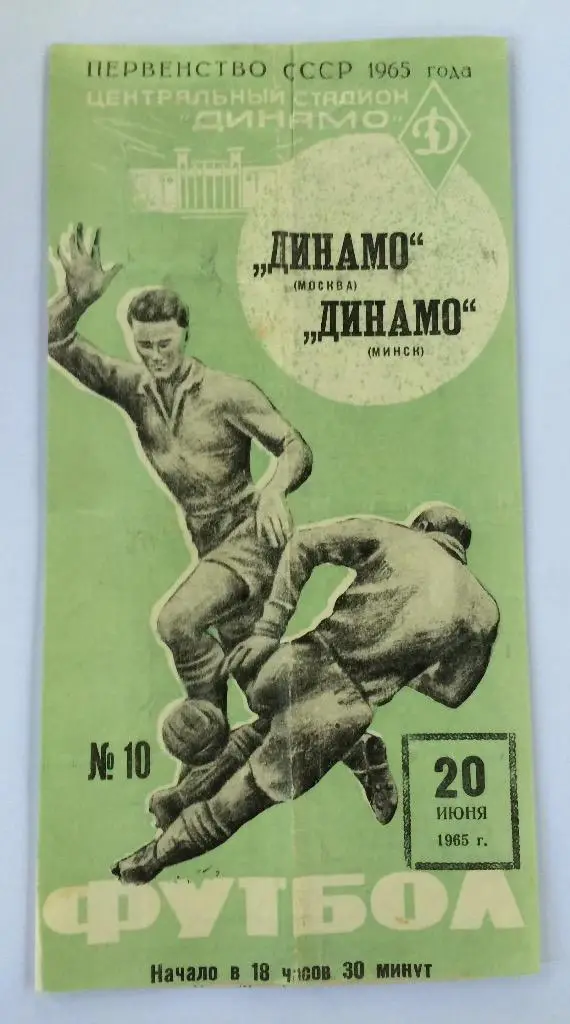 ПЕРВЕНСТВО СССР 1965 года
ЦЕНТРАЛЬНЫЙ СТАДИОН
"ДИНАМО"
Д
„ДИНАМО“
(МОСКВА)
„ДИНАМО“
(МИНСК)
№ 10
20
ИЮНЯ
1965 г.
ФУТБОЛ
Начало в 18 часов 30 минут